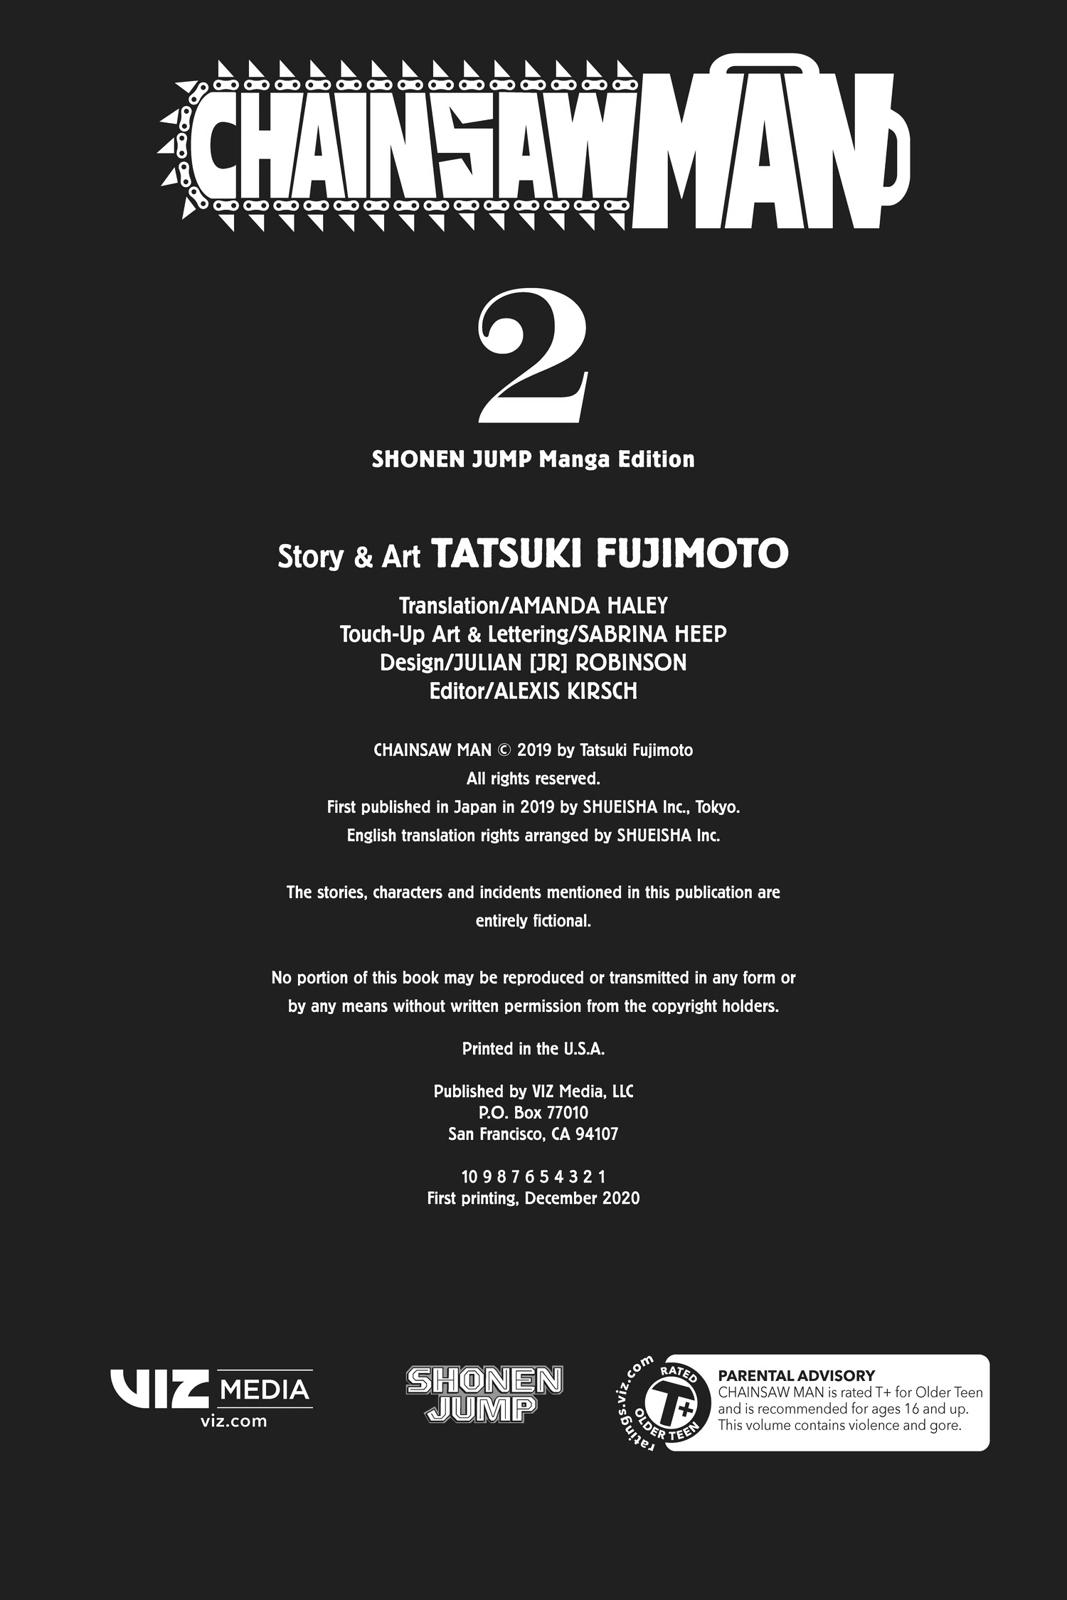 CHAINSAW MAN
2
SHONEN JUMP Manga Edition
Story & Art TATSUKI FUJIMOTO
Translation/AMANDA HALEY
Touch-Up Art & Lettering/SABRINA HEEP
Design/JULIAN [JR] ROBINSON
Editor/ALEXIS KIRSCH
CHAINSAW MAN © 2019 by Tatsuki Fujimoto
All rights reserved.
First published in Japan in 2019 by SHUEISHA Inc., Tokyo.
English translation rights arranged by SHUEISHA Inc.
The stories, characters and incidents mentioned in this publication are
entirely fictional.
No portion of this book may be reproduced or transmitted in any form or
by any means without written permission from the copyright holders.
Printed in the U.S.A.
Published by VIZ Media, LLC
P.O. Box 77010
San Francisco, CA 94107
10 9 8 7 6 5 4 3 2 1
First printing, December 2020
VIZ MEDIA
viz.com
SHONEN
JUMP
ratings.viz.com
RATED
T+
OLDER TEEN
PARENTAL ADVISORY
CHAINSAW MAN is rated T+ for Older Teen
and is recommended for ages 16 and up.
This volume contains violence and gore.